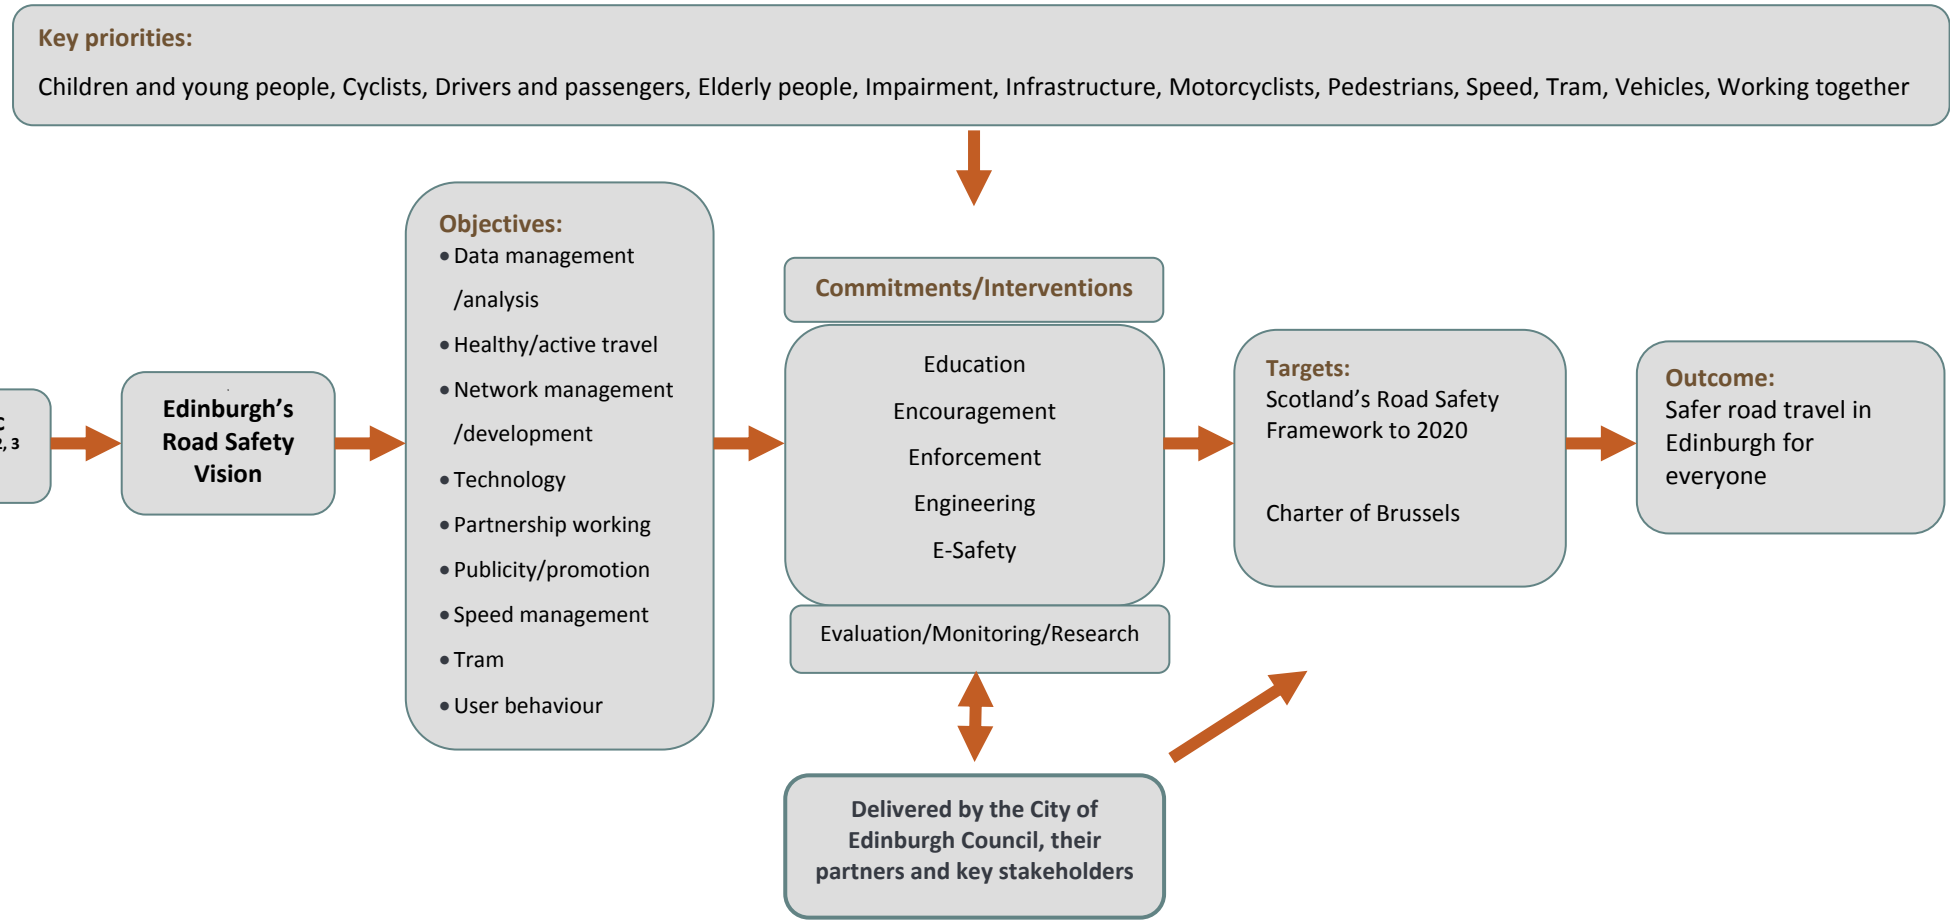 Key priorities:
Children and young people, Cyclists, Drivers and passengers, Elderly people, Impairment, Infrastructure, Motorcyclists, Pedestrians, Speed, Tram, Vehicles, Working together
, 3
Edinburgh’s
Road Safety
Vision
Objectives:
• Data management
/analysis
• Healthy/active travel
• Network management
/development
• Technology
• Partnership working
• Publicity/promotion
• Speed management
• Tram
• User behaviour
Commitments/Interventions
Education
Encouragement
Enforcement
Engineering
E-Safety
Evaluation/Monitoring/Research
Delivered by the City of
Edinburgh Council, their
partners and key stakeholders
Targets:
Scotland’s Road Safety
Framework to 2020
Charter of Brussels
Outcome:
Safer road travel in
Edinburgh for
everyone